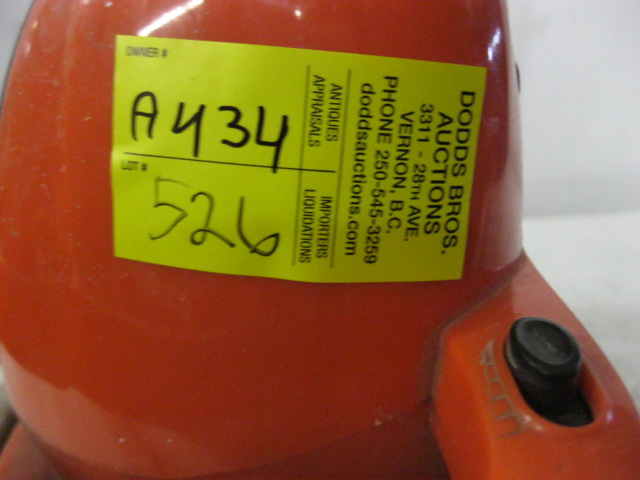 OWNER #
A434
LOT #
526
ANTIQUES
APPRAISALS
IMPORTERS
LIQUIDATIONS
DODDS BROS.
AUCTIONS
3311 - 28TH AVE.
VERNON, B.C.
PHONE 250-545-3259
doddsauctions.com